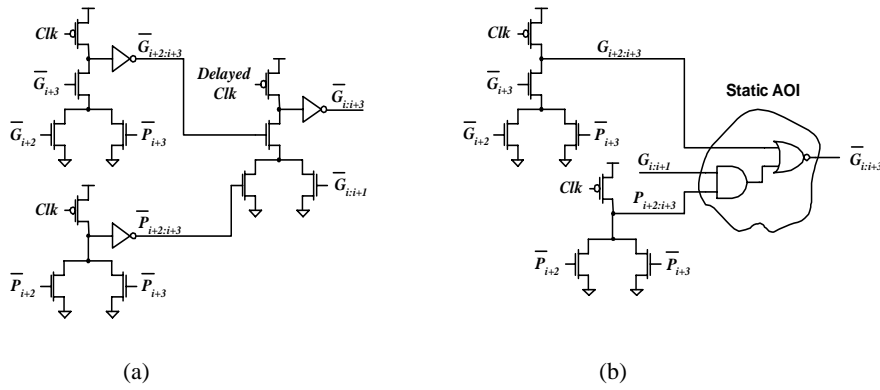 Clk
G̅i+2:i+3
G̅i+3
Delayed
Clk
G̅i:i+3
G̅i+2
P̅i+3
G̅i:i+1
Clk
P̅i+2:i+3
P̅i+2
P̅i+3
(a)
Clk
Gi+2:i+3
G̅i+3
Static AOI
G̅i+2
P̅i+3
Gi:i+1
G̅i:i+3
Clk
Pi+2:i+3
P̅i+2
P̅i+3
(b)